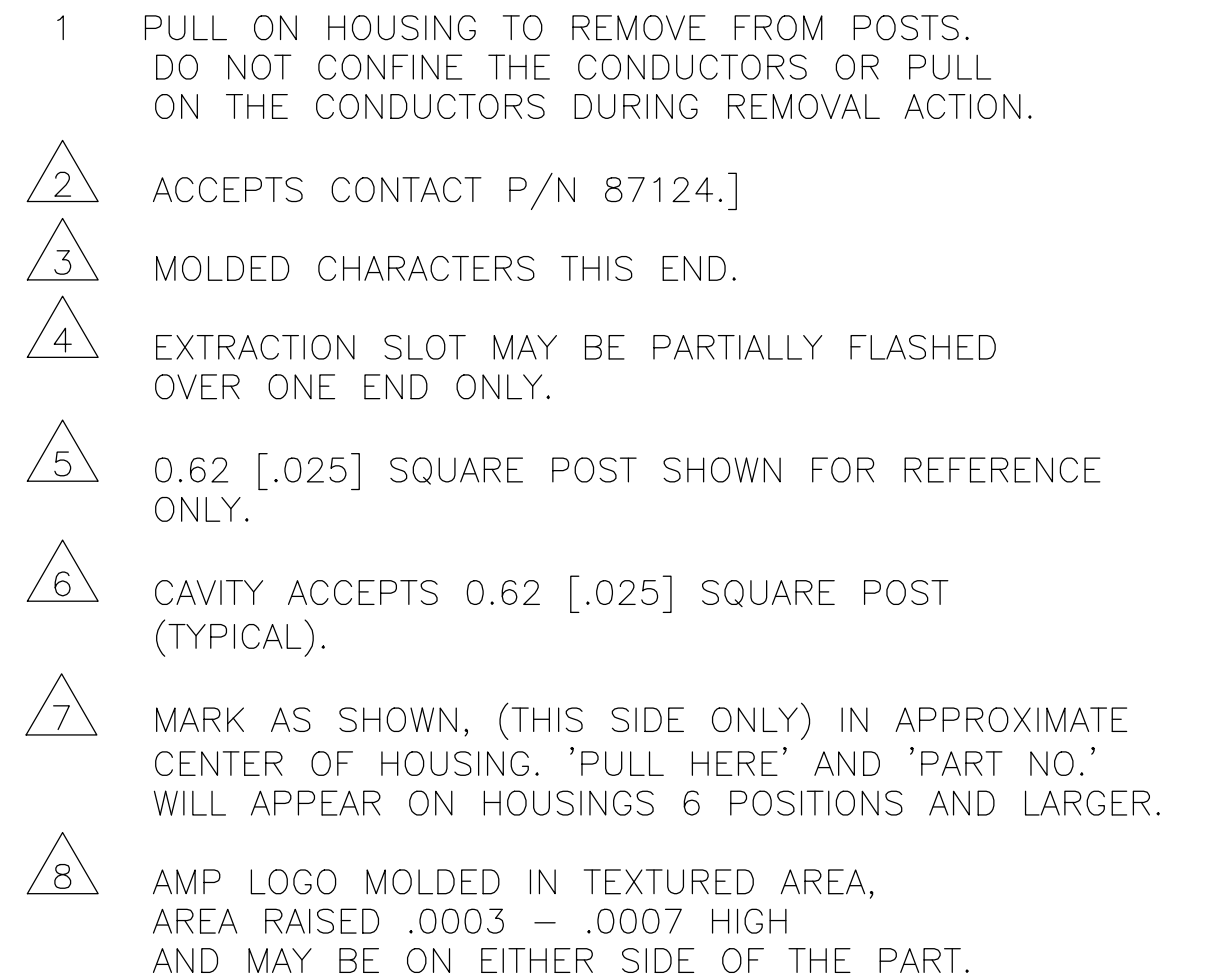 1 PULL ON HOUSING TO REMOVE FROM POSTS.
DO NOT CONFINE THE CONDUCTORS OR PULL
ON THE CONDUCTORS DURING REMOVAL ACTION.
2 ACCEPTS CONTACT P/N 87124.]
3 MOLDED CHARACTERS THIS END.
4 EXTRACTION SLOT MAY BE PARTIALLY FLASHED
OVER ONE END ONLY.
5 0.62 [.025] SQUARE POST SHOWN FOR REFERENCE
ONLY.
6 CAVITY ACCEPTS 0.62 [.025] SQUARE POST
(TYPICAL).
7 MARK AS SHOWN, (THIS SIDE ONLY) IN APPROXIMATE
CENTER OF HOUSING. 'PULL HERE' AND 'PART NO.'
WILL APPEAR ON HOUSINGS 6 POSITIONS AND LARGER.
8 AMP LOGO MOLDED IN TEXTURED AREA,
AREA RAISED .0003 – .0007 HIGH
AND MAY BE ON EITHER SIDE OF THE PART.